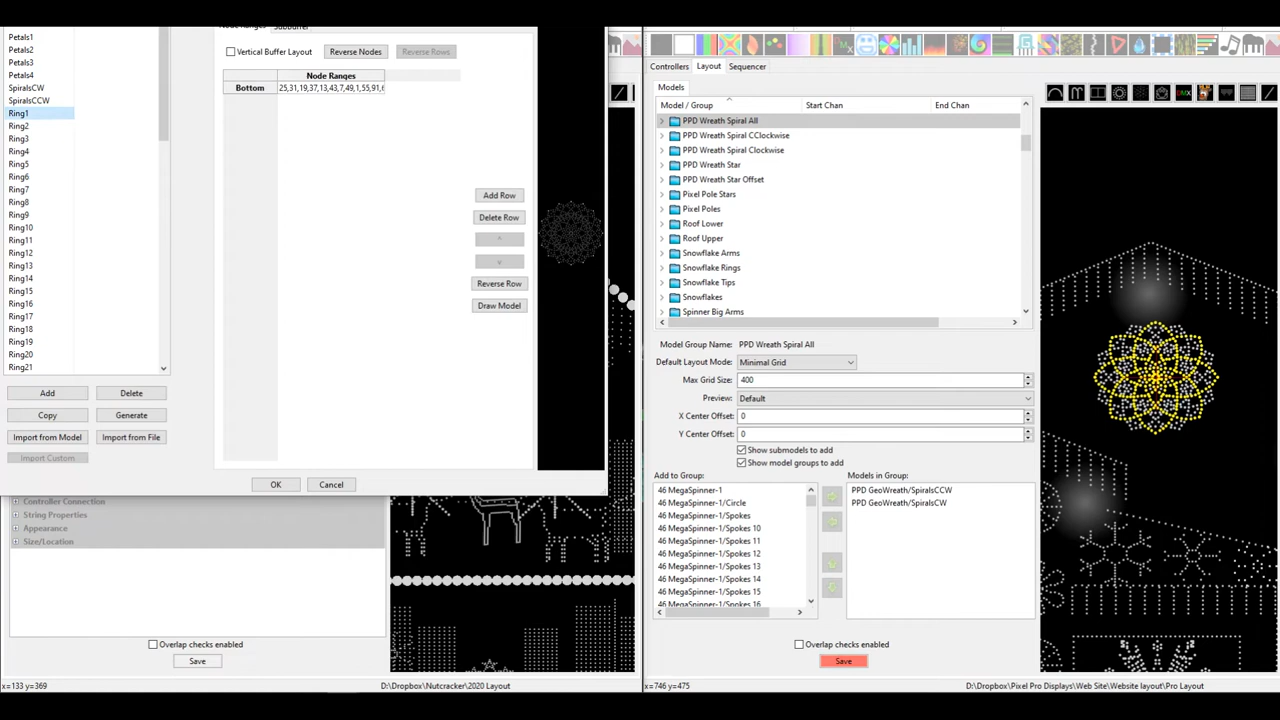 Petals1
Petals2
Petals3
Petals4
SpiralsCW
SpiralsCCW
Ring1
Ring2
Ring3
Ring4
Ring5
Ring6
Ring7
Ring8
Ring9
Ring10
Ring11
Ring12
Ring13
Ring14
Ring15
Ring16
Ring17
Ring18
Ring19
Ring20
Ring21
Add
Delete
Copy
Generate
Import from Model
Import from File
Import Custom
Node Ranges
Subbuffer
Vertical Buffer Layout
Reverse Nodes
Reverse Rows
Node Ranges
Bottom
25,31,19,37,13,43,7,49,1,55,91,6
Add Row
Delete Row
^
v
Reverse Row
Draw Model
OK
Cancel
Controller Connection
String Properties
Appearance
Size/Location
Overlap checks enabled
Save
x=133 y=369
D:\Dropbox\Nutcracker\2020 Layout
Controllers
Layout
Sequencer
DMX
Models
Model / Group
Start Chan
End Chan
PPD Wreath Spiral All
PPD Wreath Spiral CClockwise
PPD Wreath Spiral Clockwise
PPD Wreath Star
PPD Wreath Star Offset
Pixel Pole Stars
Pixel Poles
Roof Lower
Roof Upper
Snowflake Arms
Snowflake Rings
Snowflake Tips
Snowflakes
Spinner Big Arms
Model Group Name:
PPD Wreath Spiral All
Default Layout Mode:
Minimal Grid
Max Grid Size:
400
Preview:
Default
X Center Offset:
0
Y Center Offset:
0
Show submodels to add
Show model groups to add
Add to Group:
46 MegaSpinner-1
46 MegaSpinner-1/Circle
46 MegaSpinner-1/Spokes
46 MegaSpinner-1/Spokes 10
46 MegaSpinner-1/Spokes 11
46 MegaSpinner-1/Spokes 12
46 MegaSpinner-1/Spokes 13
46 MegaSpinner-1/Spokes 14
46 MegaSpinner-1/Spokes 15
46 MegaSpinner-1/Spokes 16
Models in Group:
PPD GeoWreath/SpiralsCCW
PPD GeoWreath/SpiralsCW
Overlap checks enabled
Save
x=746 y=475
D:\Dropbox\Pixel Pro Displays\Web Site\Website layout\Pro Layout